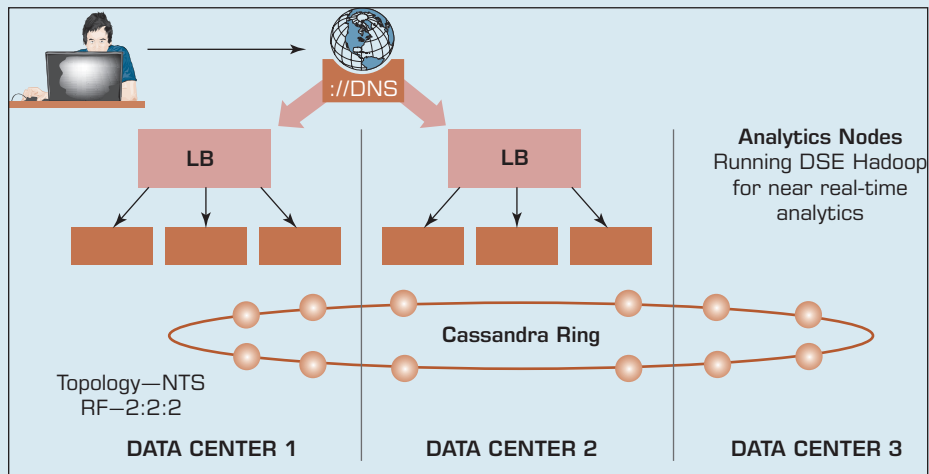 ://DNS
LB
LB
Analytics Nodes
Running DSE Hadoop
for near real-time
analytics
Cassandra Ring
Topology—NTS
RF—2:2:2
DATA CENTER 1
DATA CENTER 2
DATA CENTER 3